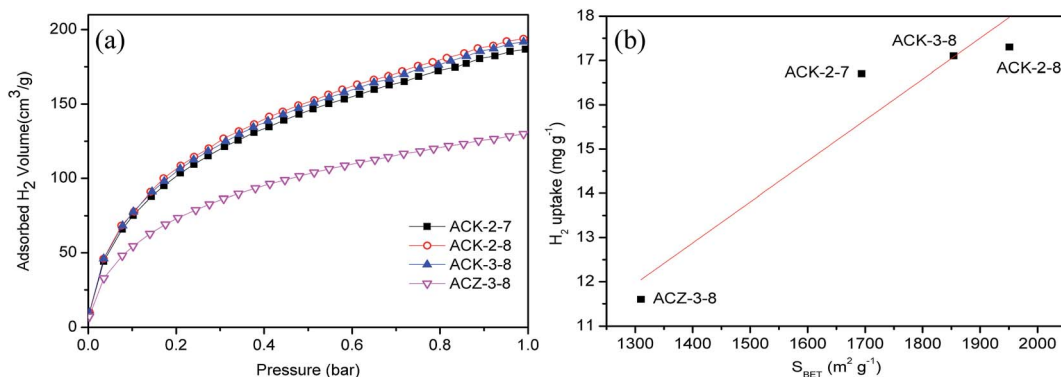 (a)
Adsorbed H2 Volume(cm3/g)
200
150
100
50
0
0.0 0.2 0.4 0.6 0.8 1.0
Pressure (bar)
ACK-2-7
ACK-2-8
ACK-3-8
ACZ-3-8
(b)
H2 uptake (mg g-1)
18
17
16
15
14
13
12
11
ACK-3-8
ACK-2-7
ACK-2-8
ACZ-3-8
1300 1400 1500 1600 1700 1800 1900 2000
SBET (m2 g-1)